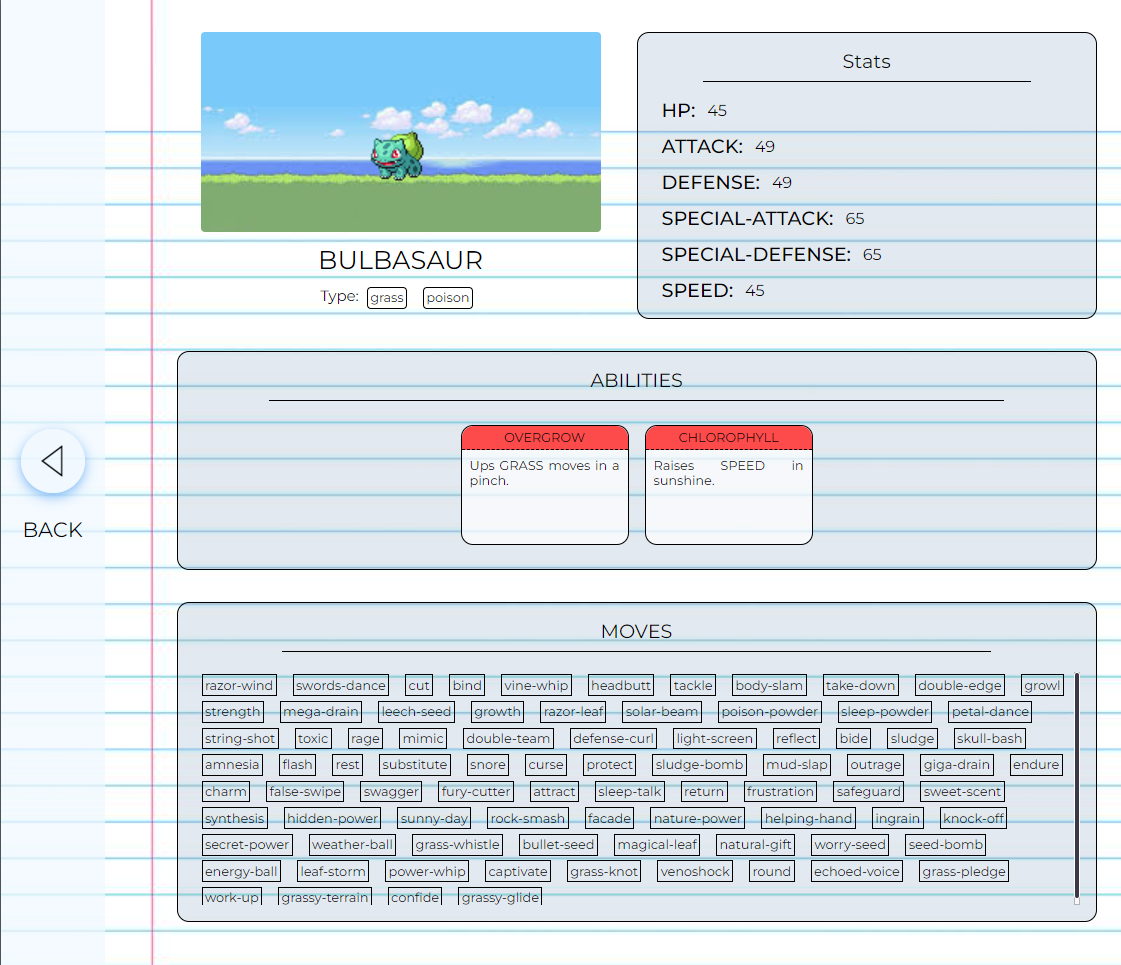 BULBASAUR
Type: grass poison
Stats
HP: 45
ATTACK: 49
DEFENSE: 49
SPECIAL-ATTACK: 65
SPECIAL-DEFENSE: 65
SPEED: 45
BACK
ABILITIES
OVERGROW
Ups GRASS moves in a
pinch.
CHLOROPHYLL
Raises SPEED in
sunshine.
MOVES
razor-wind swords-dance cut bind vine-whip headbutt tackle body-slam take-down double-edge growl
strength mega-drain leech-seed growth razor-leaf solar-beam poison-powder sleep-powder petal-dance
string-shot toxic rage mimic double-team defense-curl light-screen reflect bide sludge skull-bash
amnesia flash rest substitute snore curse protect sludge-bomb mud-slap outrage giga-drain endure
charm false-swipe swagger fury-cutter attract sleep-talk return frustration safeguard sweet-scent
synthesis hidden-power sunny-day rock-smash facade nature-power helping-hand ingrain knock-off
secret-power weather-ball grass-whistle bullet-seed magical-leaf natural-gift worry-seed seed-bomb
energy-ball leaf-storm power-whip captivate grass-knot venoshock round echoed-voice grass-pledge
work-up grassy-terrain confide grassy-glide